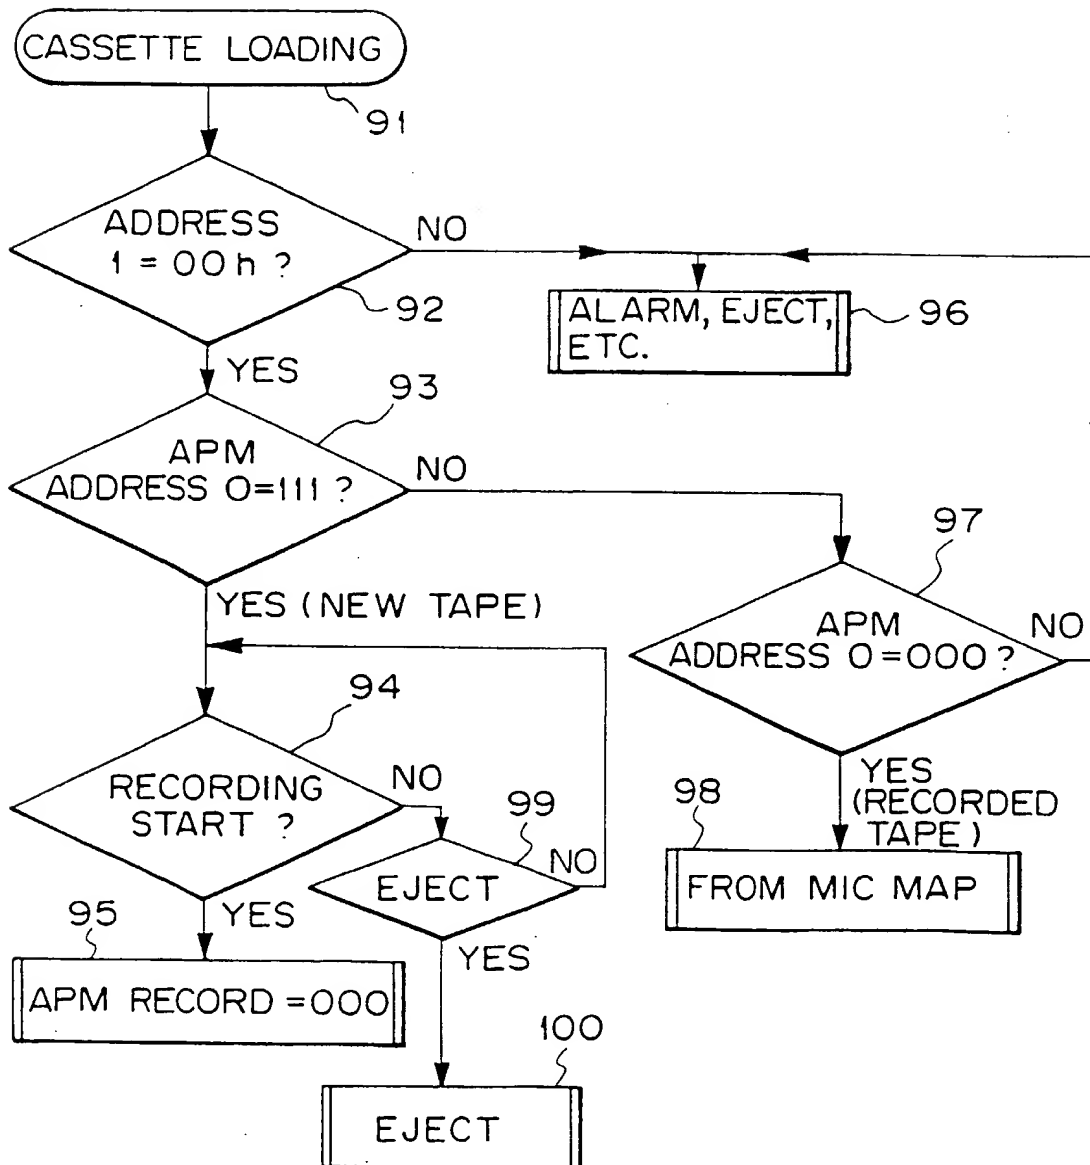 CASSETTE LOADING
91
ADDRESS
1 = 00h ?
92
NO
ALARM, EJECT,
ETC.
96
YES
93
APM
ADDRESS 0=111 ?
NO
97
YES (NEW TAPE)
APM
ADDRESS 0=000 ?
NO
94
RECORDING
START ?
NO
99
EJECT
NO
YES
(RECORDED
TAPE)
98
FROM MIC MAP
YES
95
APM RECORD =000
YES
100
EJECT